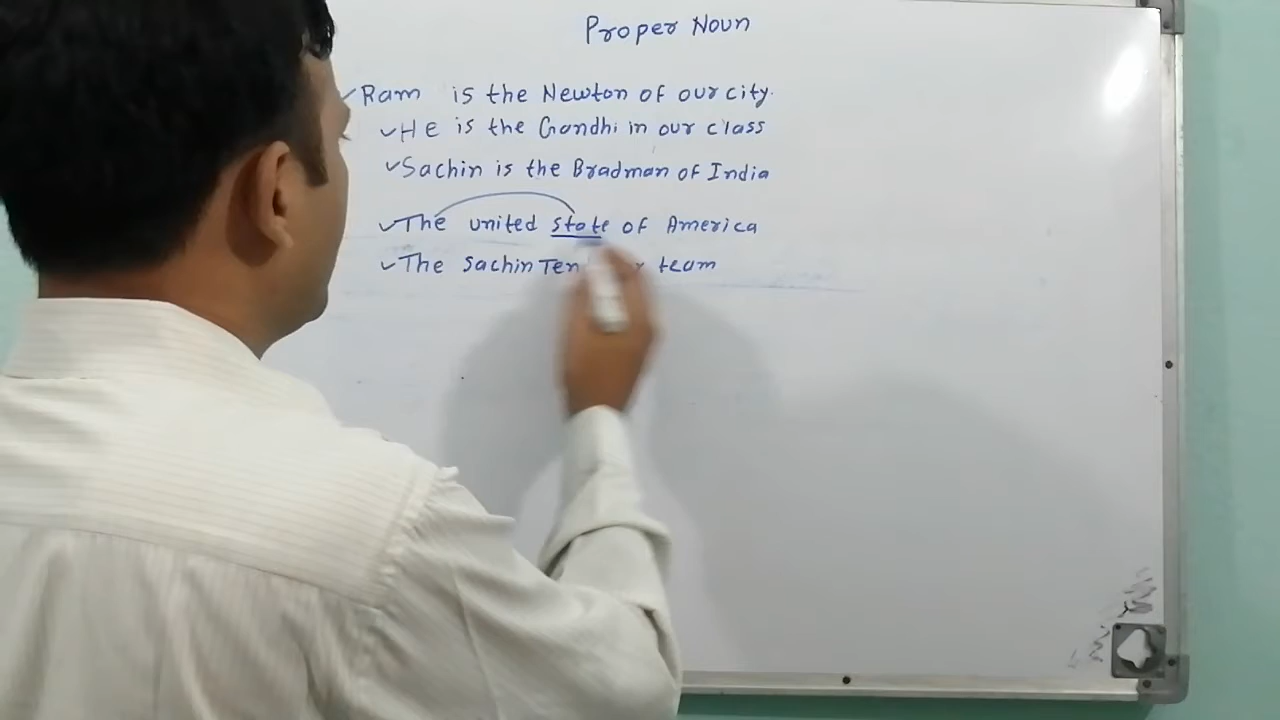 Proper Noun
Ram is the Newton of our city.
He is the Gandhi in our class
Sachin is the Bradman of India
The united state of America
The sachin Ten team